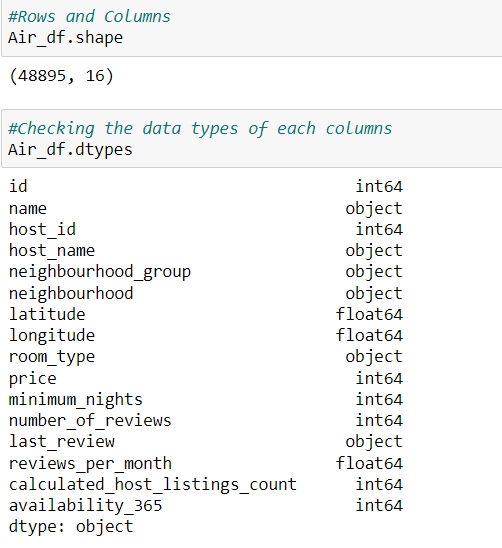 #Rows and Columns
Air_df.shape
(48895, 16)
#Checking the data types of each columns
Air_df.dtypes
id int64
name object
host_id int64
host_name object
neighbourhood_group object
neighbourhood object
latitude float64
longitude float64
room_type object
price int64
minimum_nights int64
number_of_reviews int64
last_review object
reviews_per_month float64
calculated_host_listings_count int64
availability_365 int64
dtype: object